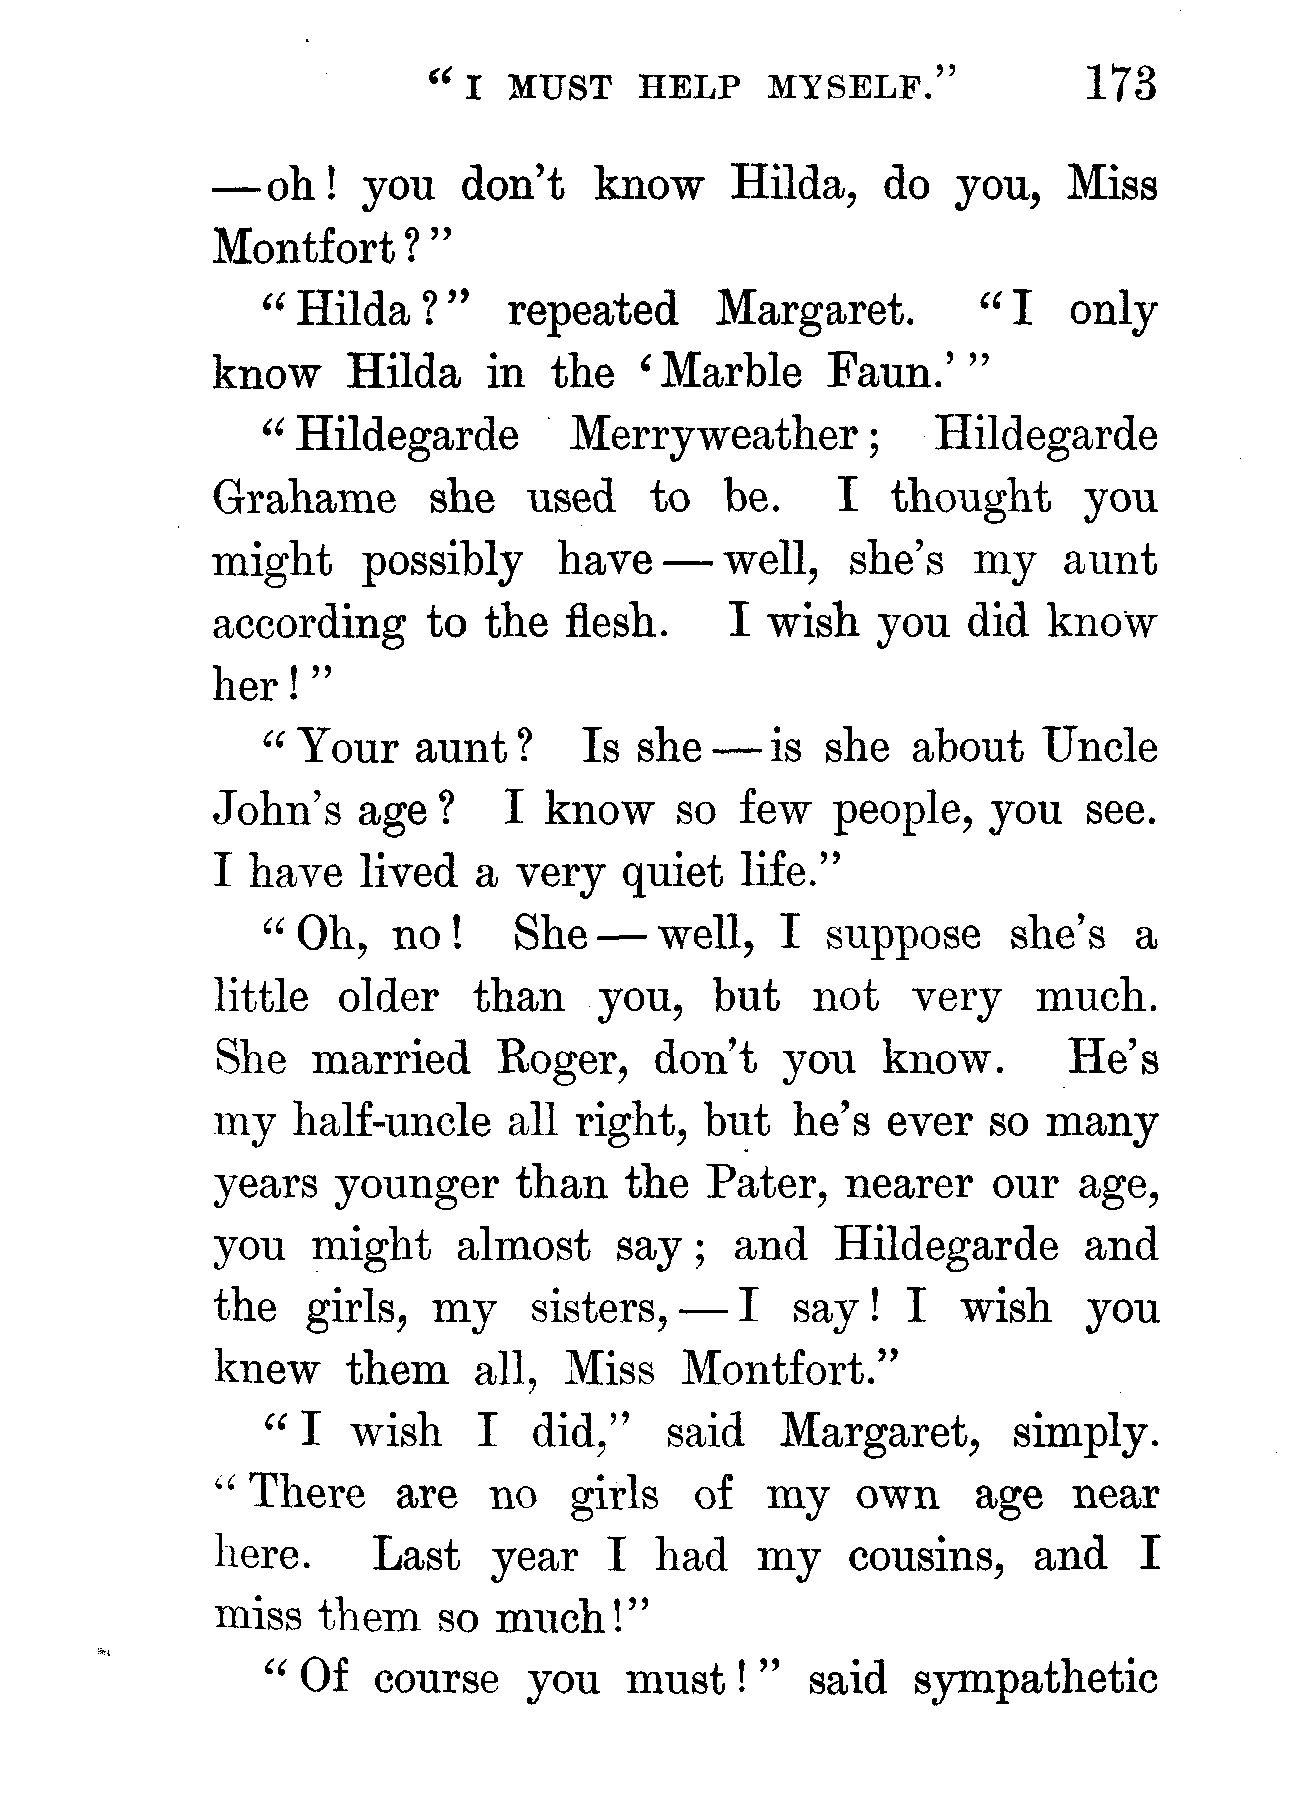 “I MUST HELP MYSELF.” 173
—oh! you don’t know Hilda, do you, Miss
Montfort?”
“Hilda?” repeated Margaret. “I only
know Hilda in the ‘Marble Faun.’”
“Hildegarde Merryweather; Hildegarde
Grahame she used to be. I thought you
might possibly have—well, she’s my aunt
according to the flesh. I wish you did know
her!”
“Your aunt? Is she—is she about Uncle
John’s age? I know so few people, you see.
I have lived a very quiet life.”
“Oh, no! She—well, I suppose she’s a
little older than you, but not very much.
She married Roger, don’t you know. He’s
my half-uncle all right, but he’s ever so many
years younger than the Pater, nearer our age,
you might almost say; and Hildegarde and
the girls, my sisters,—I say! I wish you
knew them all, Miss Montfort.”
“I wish I did,” said Margaret, simply.
“There are no girls of my own age near
here. Last year I had my cousins, and I
miss them so much!”
“Of course you must!” said sympathetic